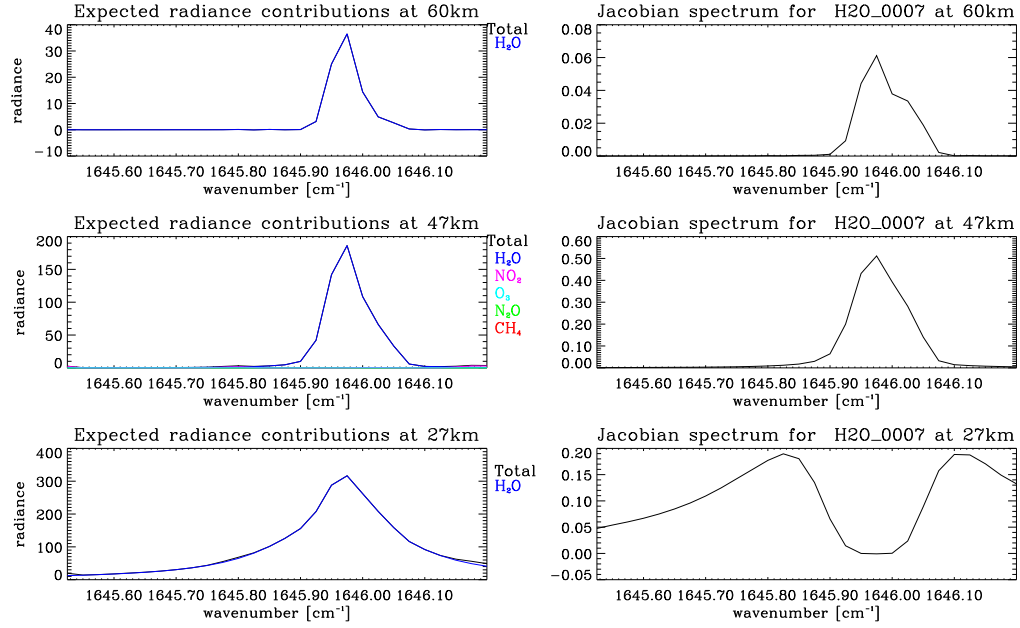 Expected radiance contributions at 60km
40
30
20
10
0
−10
radiance
1645.60 1645.70 1645.80 1645.90 1646.00 1646.10
wavenumber [cm⁻¹]
Total
H₂O
Jacobian spectrum for H2O_0007 at 60km
0.08
0.06
0.04
0.02
0.00
1645.60 1645.70 1645.80 1645.90 1646.00 1646.10
wavenumber [cm⁻¹]
Expected radiance contributions at 47km
200
150
100
50
0
radiance
1645.60 1645.70 1645.80 1645.90 1646.00 1646.10
wavenumber [cm⁻¹]
Total
H₂O
NO₂
O₃
N₂O
CH₄
Jacobian spectrum for H2O_0007 at 47km
0.60
0.50
0.40
0.30
0.20
0.10
0.00
1645.60 1645.70 1645.80 1645.90 1646.00 1646.10
wavenumber [cm⁻¹]
Expected radiance contributions at 27km
400
300
200
100
0
radiance
1645.60 1645.70 1645.80 1645.90 1646.00 1646.10
wavenumber [cm⁻¹]
Total
H₂O
Jacobian spectrum for H2O_0007 at 27km
0.20
0.15
0.10
0.05
0.00
−0.05
1645.60 1645.70 1645.80 1645.90 1646.00 1646.10
wavenumber [cm⁻¹]